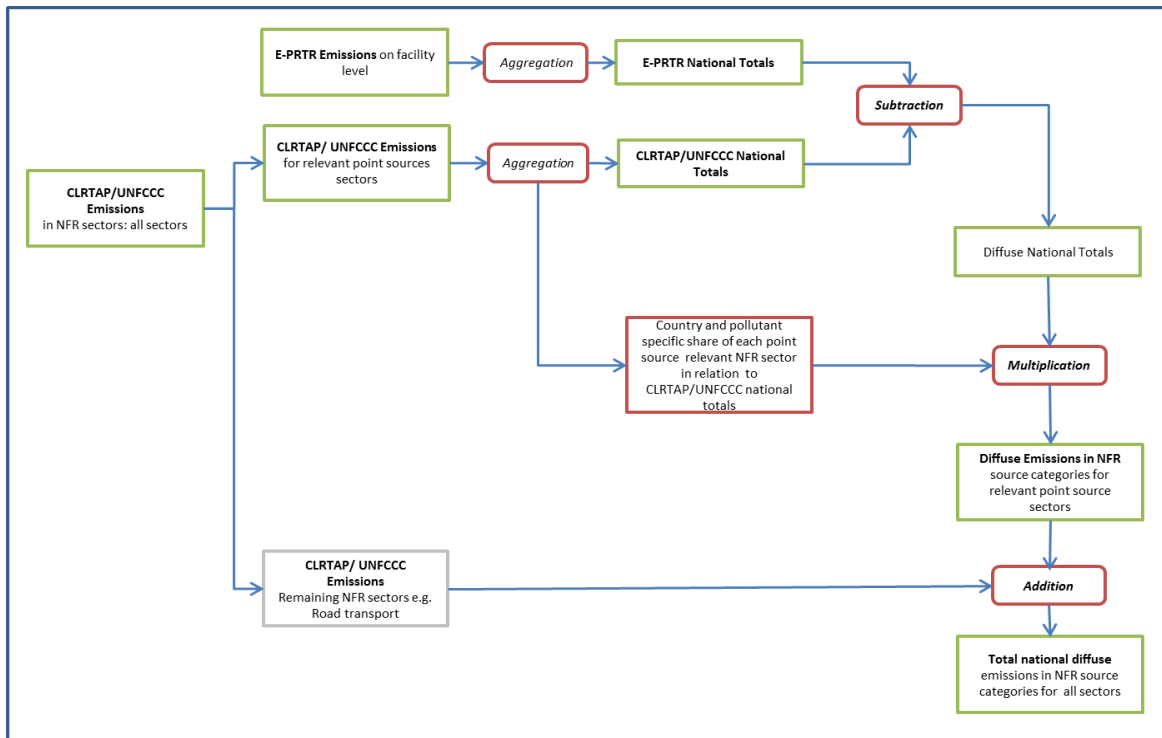 E-PRTR Emissions on facility
level
Aggregation
E-PRTR National Totals
Subtraction
CLRTAP/ UNFCCC Emissions
for relevant point sources
sectors
Aggregation
CLRTAP/UNFCCC National
Totals
CLRTAP/UNFCCC
Emissions
in NFR sectors: all sectors
Diffuse National Totals
Country and pollutant
specific share of each point
source relevant NFR sector
in relation to
CLRTAP/UNFCCC national
totals
Multiplication
Diffuse Emissions in NFR
source categories for
relevant point source
sectors
CLRTAP/ UNFCCC
Emissions
Remaining NFR sectors e.g.
Road transport
Addition
Total national diffuse
emissions in NFR source
categories for all sectors